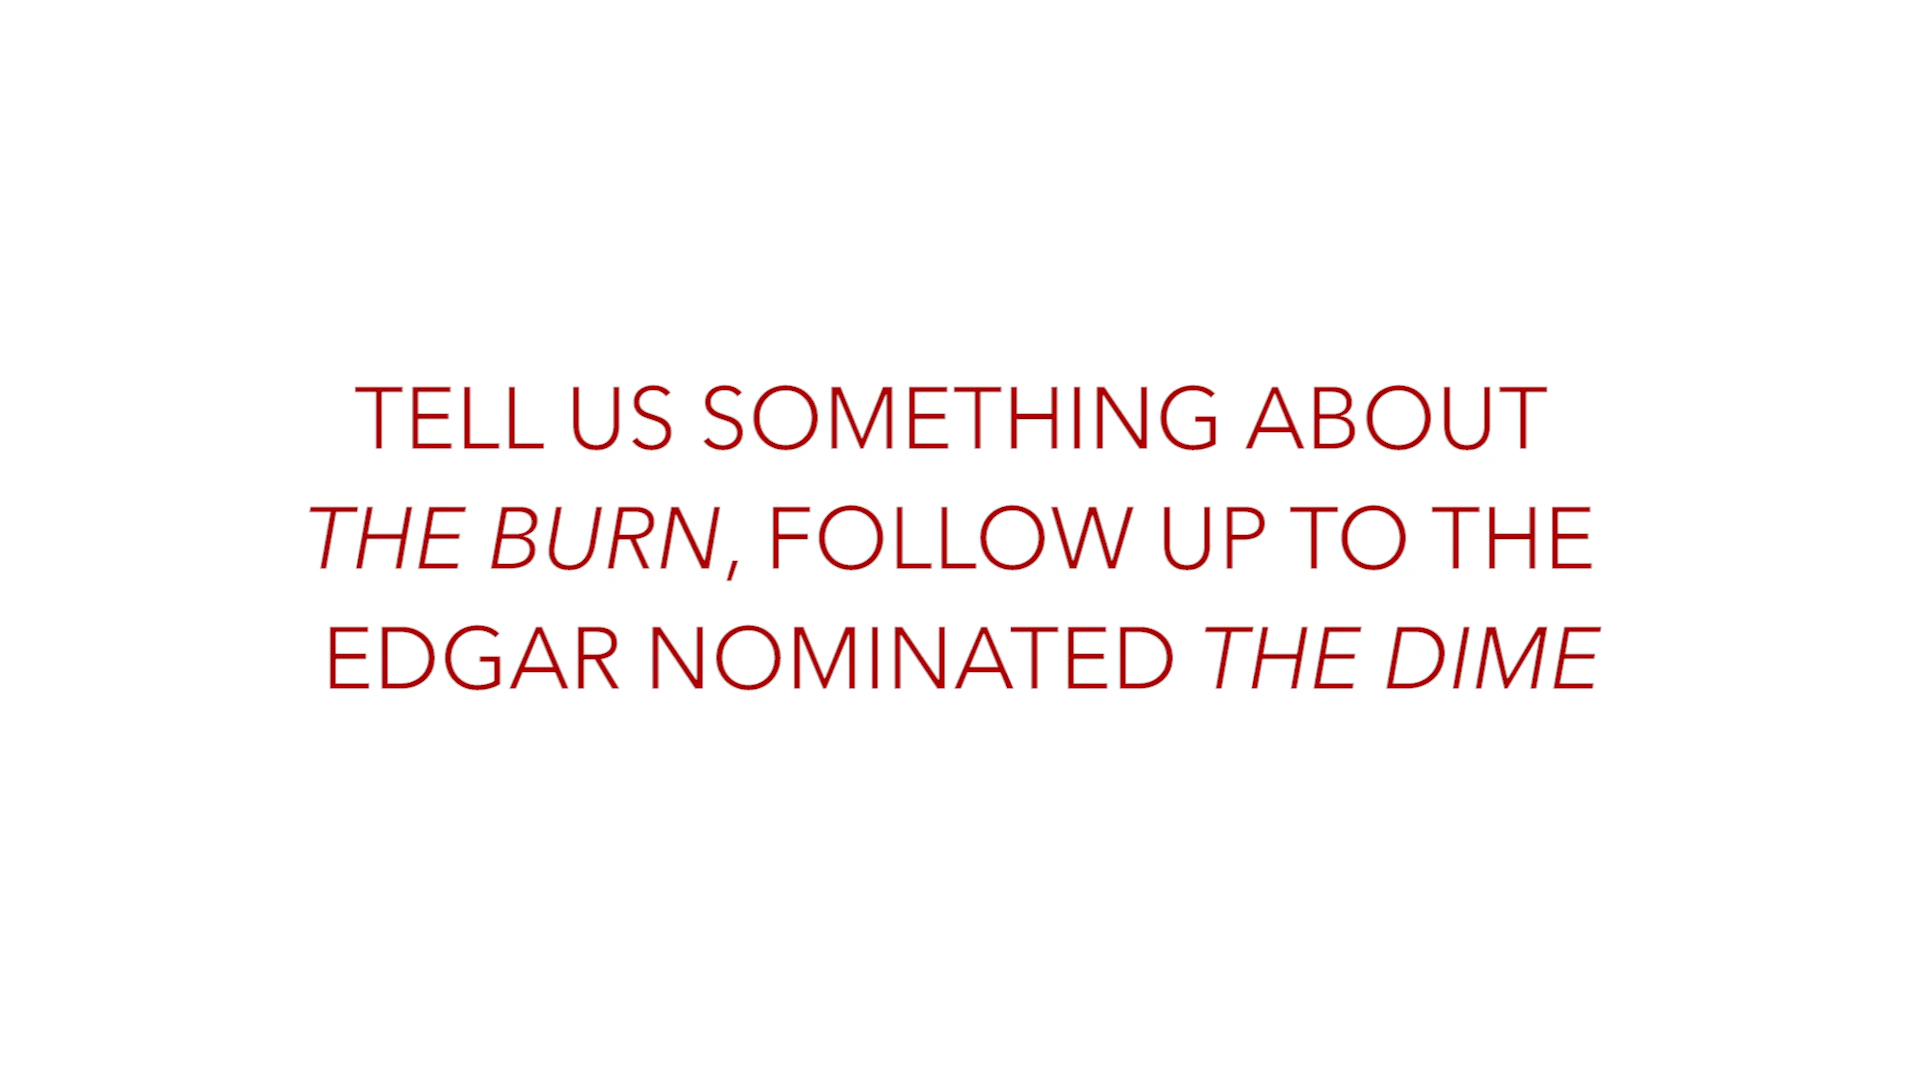 TELL US SOMETHING ABOUT
THE BURN, FOLLOW UP TO THE
EDGAR NOMINATED THE DIME